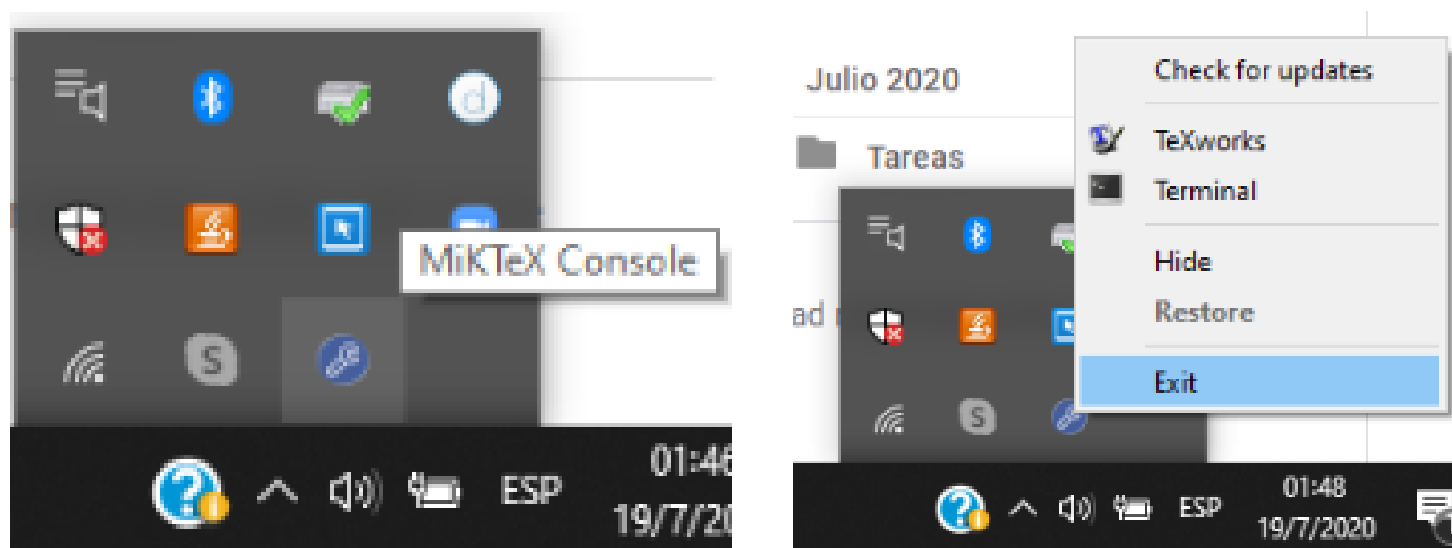 MiKTeX Console
ESP
01:46
19/7/20
Julio 2020
Tareas
Check for updates
TeXworks
Terminal
Hide
Restore
Exit
ESP
01:48
19/7/2020